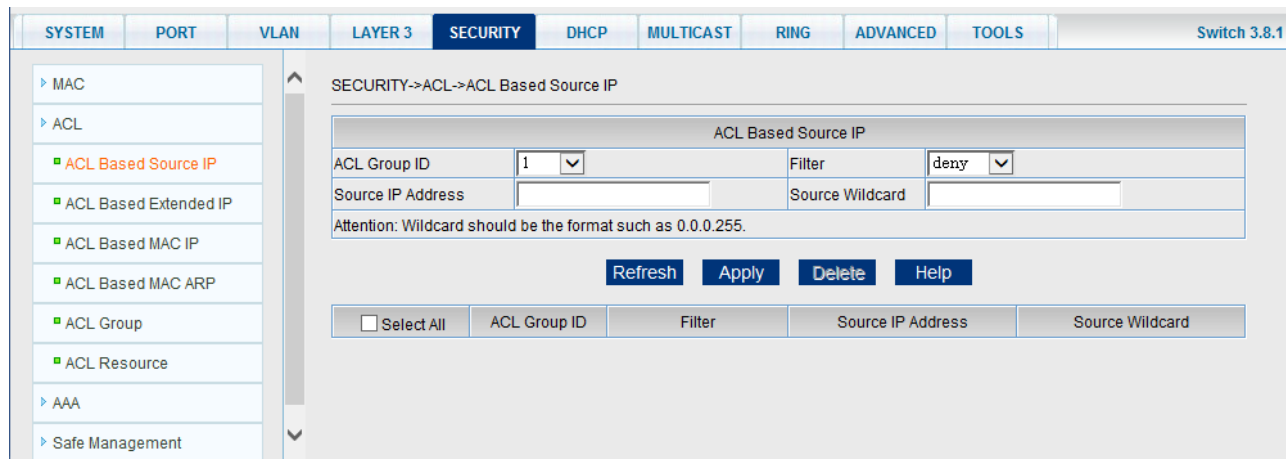 SYSTEM PORT VLAN LAYER 3 SECURITY DHCP MULTICAST RING ADVANCED TOOLS Switch 3.8.1
MAC
ACL
ACL Based Source IP
ACL Based Extended IP
ACL Based MAC IP
ACL Based MAC ARP
ACL Group
ACL Resource
AAA
Safe Management
SECURITY->ACL->ACL Based Source IP
ACL Based Source IP
ACL Group ID 1 Filter deny
Source IP Address Source Wildcard
Attention: Wildcard should be the format such as 0.0.0.255.
Refresh Apply Delete Help
Select All ACL Group ID Filter Source IP Address Source Wildcard